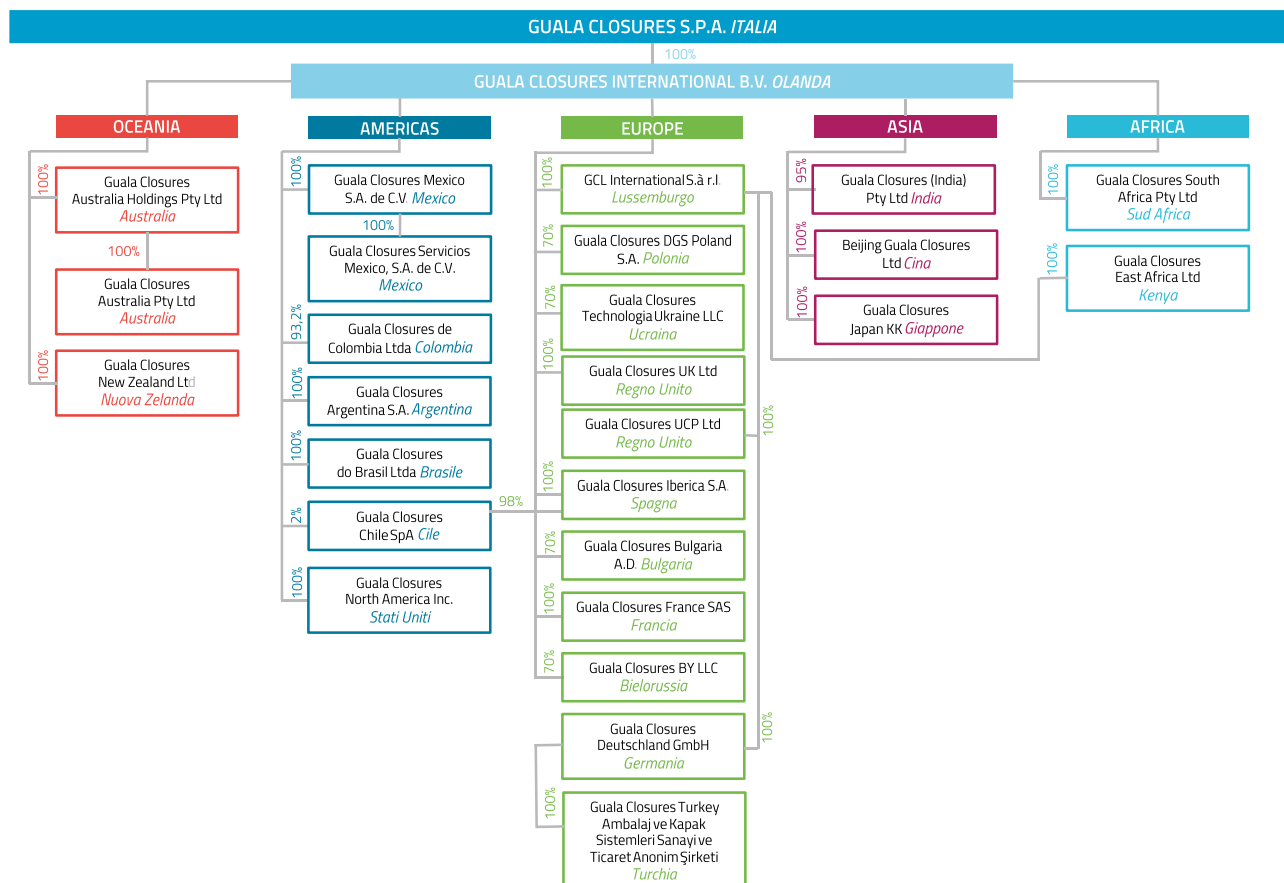 GUALA CLOSURES S.P.A. ITALIA
100%
GUALA CLOSURES INTERNATIONAL B.V. OLANDA
OCEANIA
100%
Guala Closures
Australia Holdings Pty Ltd
Australia
100%
Guala Closures
Australia Pty Ltd
Australia
100%
Guala Closures
New Zealand Ltd
Nuova Zelanda
AMERICAS
100%
Guala Closures Mexico
S.A. de C.V. Mexico
100%
Guala Closures Servicios
Mexico, S.A. de C.V.
Mexico
93,2%
Guala Closures de
Colombia Ltda Colombia
100%
Guala Closures
Argentina S.A. Argentina
100%
Guala Closures
do Brasil Ltda Brasile
2%
Guala Closures
Chile SpA Cile
98%
100%
Guala Closures
North America Inc.
Stati Uniti
EUROPE
100%
GCL International S.à r.l.
Lussemburgo
70%
Guala Closures DGS Poland
S.A. Polonia
70%
Guala Closures
Technologia Ukraine LLC
Ucraina
100%
Guala Closures UK Ltd
Regno Unito
Guala Closures UCP Ltd
Regno Unito
100%
100%
Guala Closures Iberica S.A.
Spagna
70%
Guala Closures Bulgaria
A.D. Bulgaria
100%
Guala Closures France SAS
Francia
70%
Guala Closures BY LLC
Bielorussia
100%
Guala Closures
Deutschland GmbH
Germania
100%
Guala Closures Turkey
Ambalaj ve Kapak
Sistemleri Sanayi ve
Ticaret Anonim Şirketi
Turchia
ASIA
95%
Guala Closures (India)
Pty Ltd India
100%
Beijing Guala Closures
Ltd Cina
100%
Guala Closures
Japan KK Giappone
AFRICA
100%
Guala Closures South
Africa Pty Ltd
Sud Africa
100%
Guala Closures
East Africa Ltd
Kenya